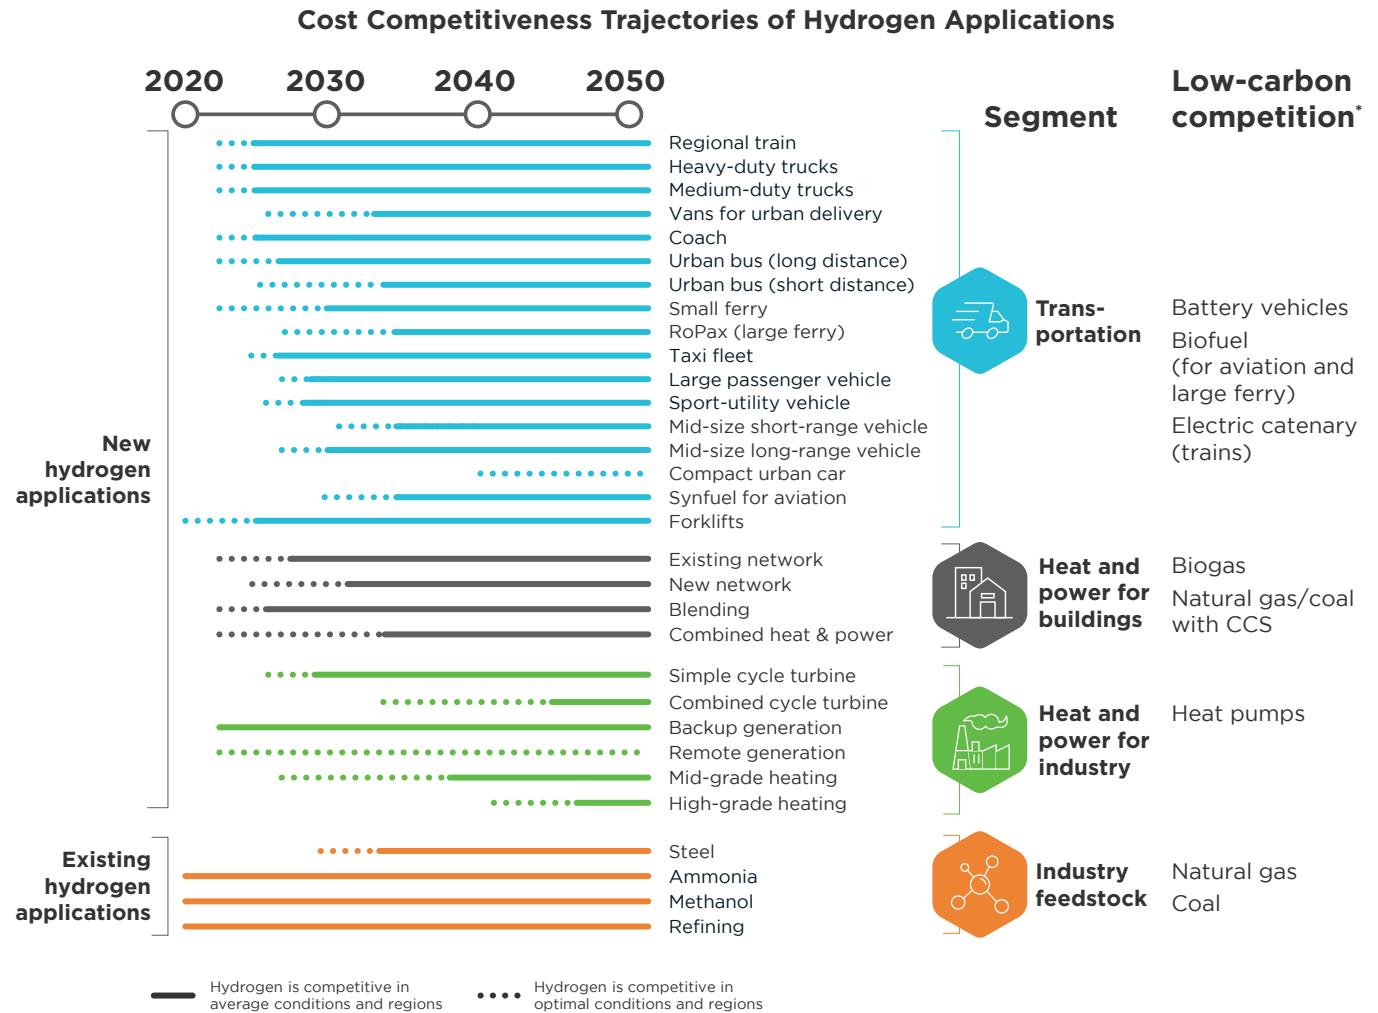 Cost Competitiveness Trajectories of Hydrogen Applications
2020 2030 2040 2050
Segment
Low-carbon
competition*
New
hydrogen
applications
Regional train
Heavy-duty trucks
Medium-duty trucks
Vans for urban delivery
Coach
Urban bus (long distance)
Urban bus (short distance)
Small ferry
RoPax (large ferry)
Taxi fleet
Large passenger vehicle
Sport-utility vehicle
Mid-size short-range vehicle
Mid-size long-range vehicle
Compact urban car
Synfuel for aviation
Forklifts
Trans-
portation
Battery vehicles
Biofuel
(for aviation and
large ferry)
Electric catenary
(trains)
Existing network
New network
Blending
Combined heat & power
Heat and
power for
buildings
Biogas
Natural gas/coal
with CCS
Simple cycle turbine
Combined cycle turbine
Backup generation
Remote generation
Mid-grade heating
High-grade heating
Heat and
power for
industry
Heat pumps
Existing
hydrogen
applications
Steel
Ammonia
Methanol
Refining
Industry
feedstock
Natural gas
Coal
Hydrogen is competitive in
average conditions and regions
Hydrogen is competitive in
optimal conditions and regions